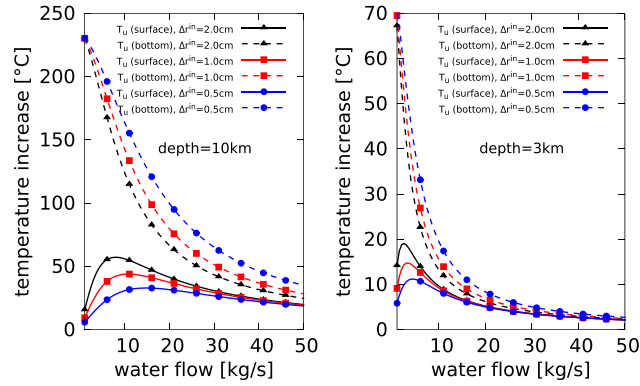 T_u (surface), Δr^in=2.0cm
T_u (bottom), Δr^in=2.0cm
T_u (surface), Δr^in=1.0cm
T_u (bottom), Δr^in=1.0cm
T_u (surface), Δr^in=0.5cm
T_u (bottom), Δr^in=0.5cm
depth=10km
temperature increase [°C]
250
200
150
100
50
0
10 20 30 40 50
water flow [kg/s]
T_u (surface), Δr^in=2.0cm
T_u (bottom), Δr^in=2.0cm
T_u (surface), Δr^in=1.0cm
T_u (bottom), Δr^in=1.0cm
T_u (surface), Δr^in=0.5cm
T_u (bottom), Δr^in=0.5cm
depth=3km
temperature increase [°C]
70
60
50
40
30
20
10
0
10 20 30 40 50
water flow [kg/s]